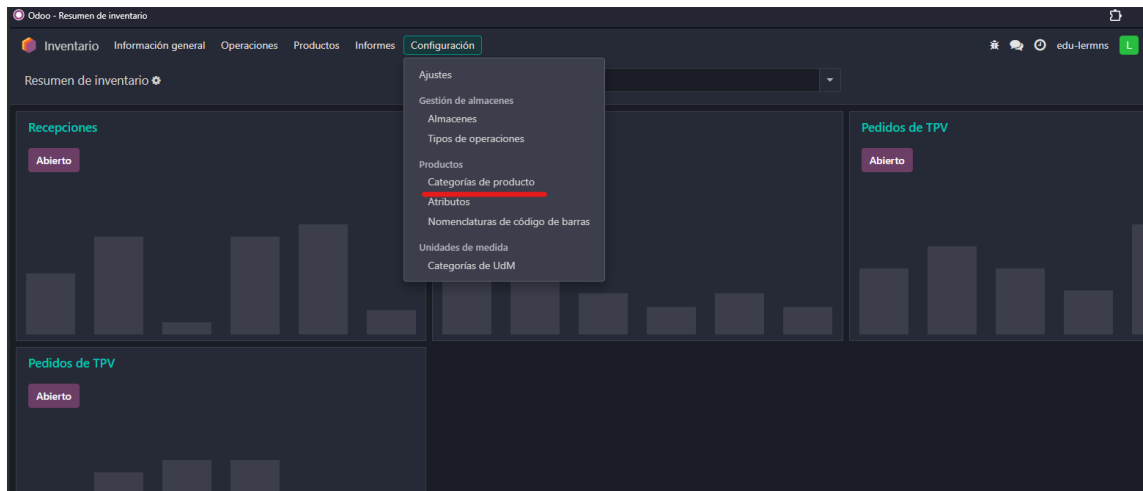 Odoo - Resumen de inventario
Inventario Información general Operaciones Productos Informes Configuración edu-lermns L
Resumen de inventario
Ajustes
Gestión de almacenes
Almacenes
Tipos de operaciones
Productos
Categorías de producto
Atributos
Nomenclaturas de código de barras
Unidades de medida
Categorías de UdM
Recepciones
Abierto
Pedidos de TPV
Abierto
Pedidos de TPV
Abierto